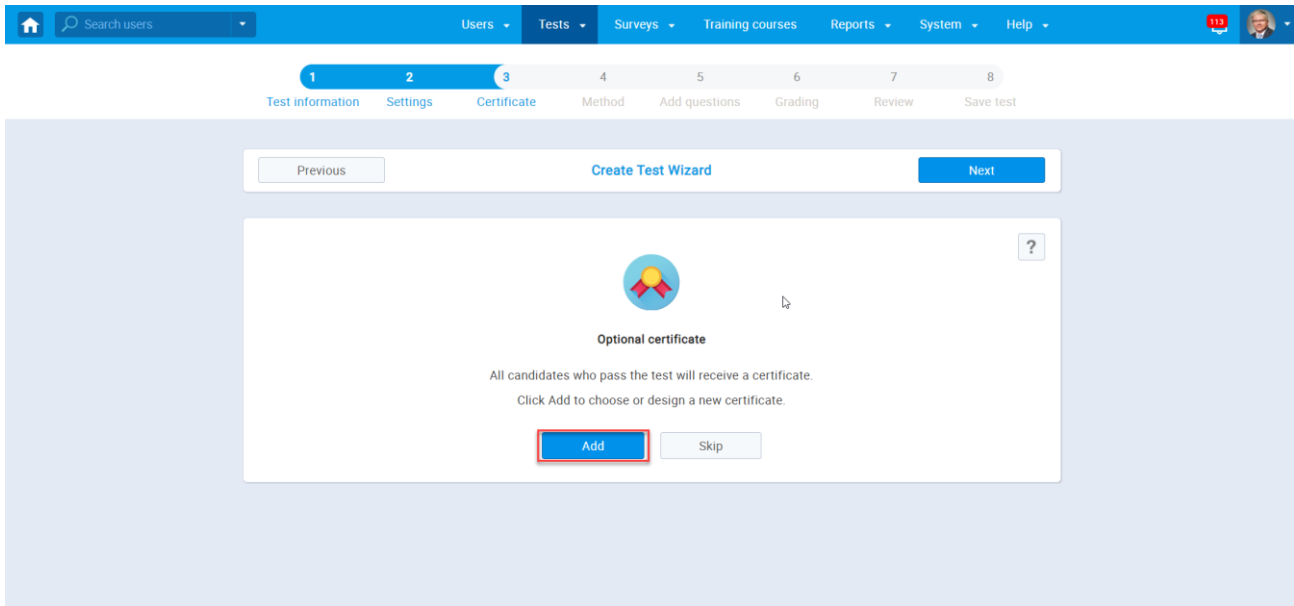 Search users Users Tests Surveys Training courses Reports System Help 113
1 2 3 4 5 6 7 8
Test information Settings Certificate Method Add questions Grading Review Save test
Previous Create Test Wizard Next
?
Optional certificate
All candidates who pass the test will receive a certificate.
Click Add to choose or design a new certificate.
Add Skip